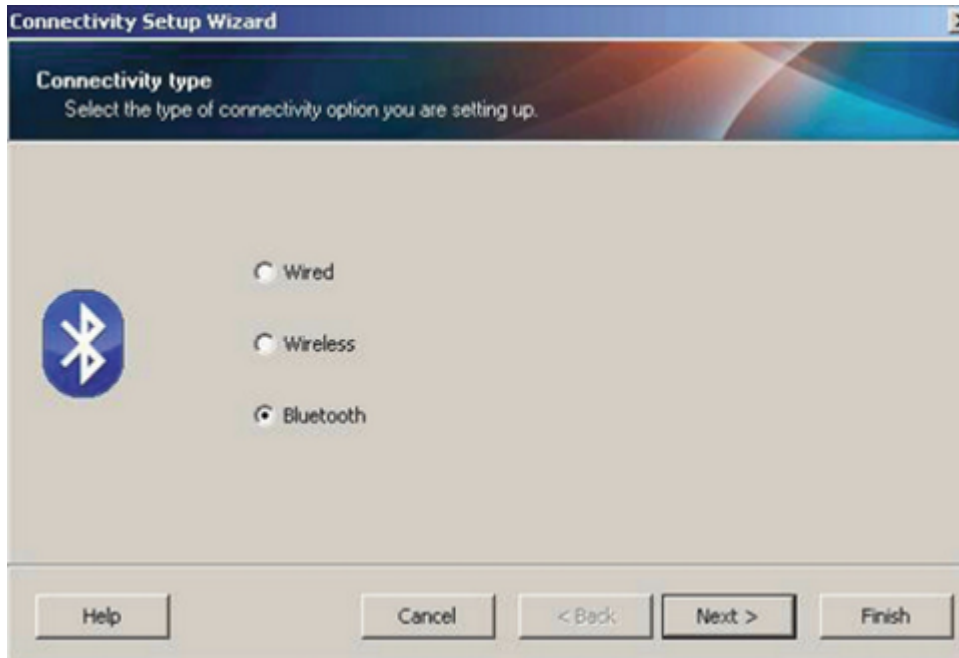 Connectivity Setup Wizard
Connectivity type
Select the type of connectivity option you are setting up.
Wired
Wireless
Bluetooth
Help
Cancel
< Back
Next >
Finish